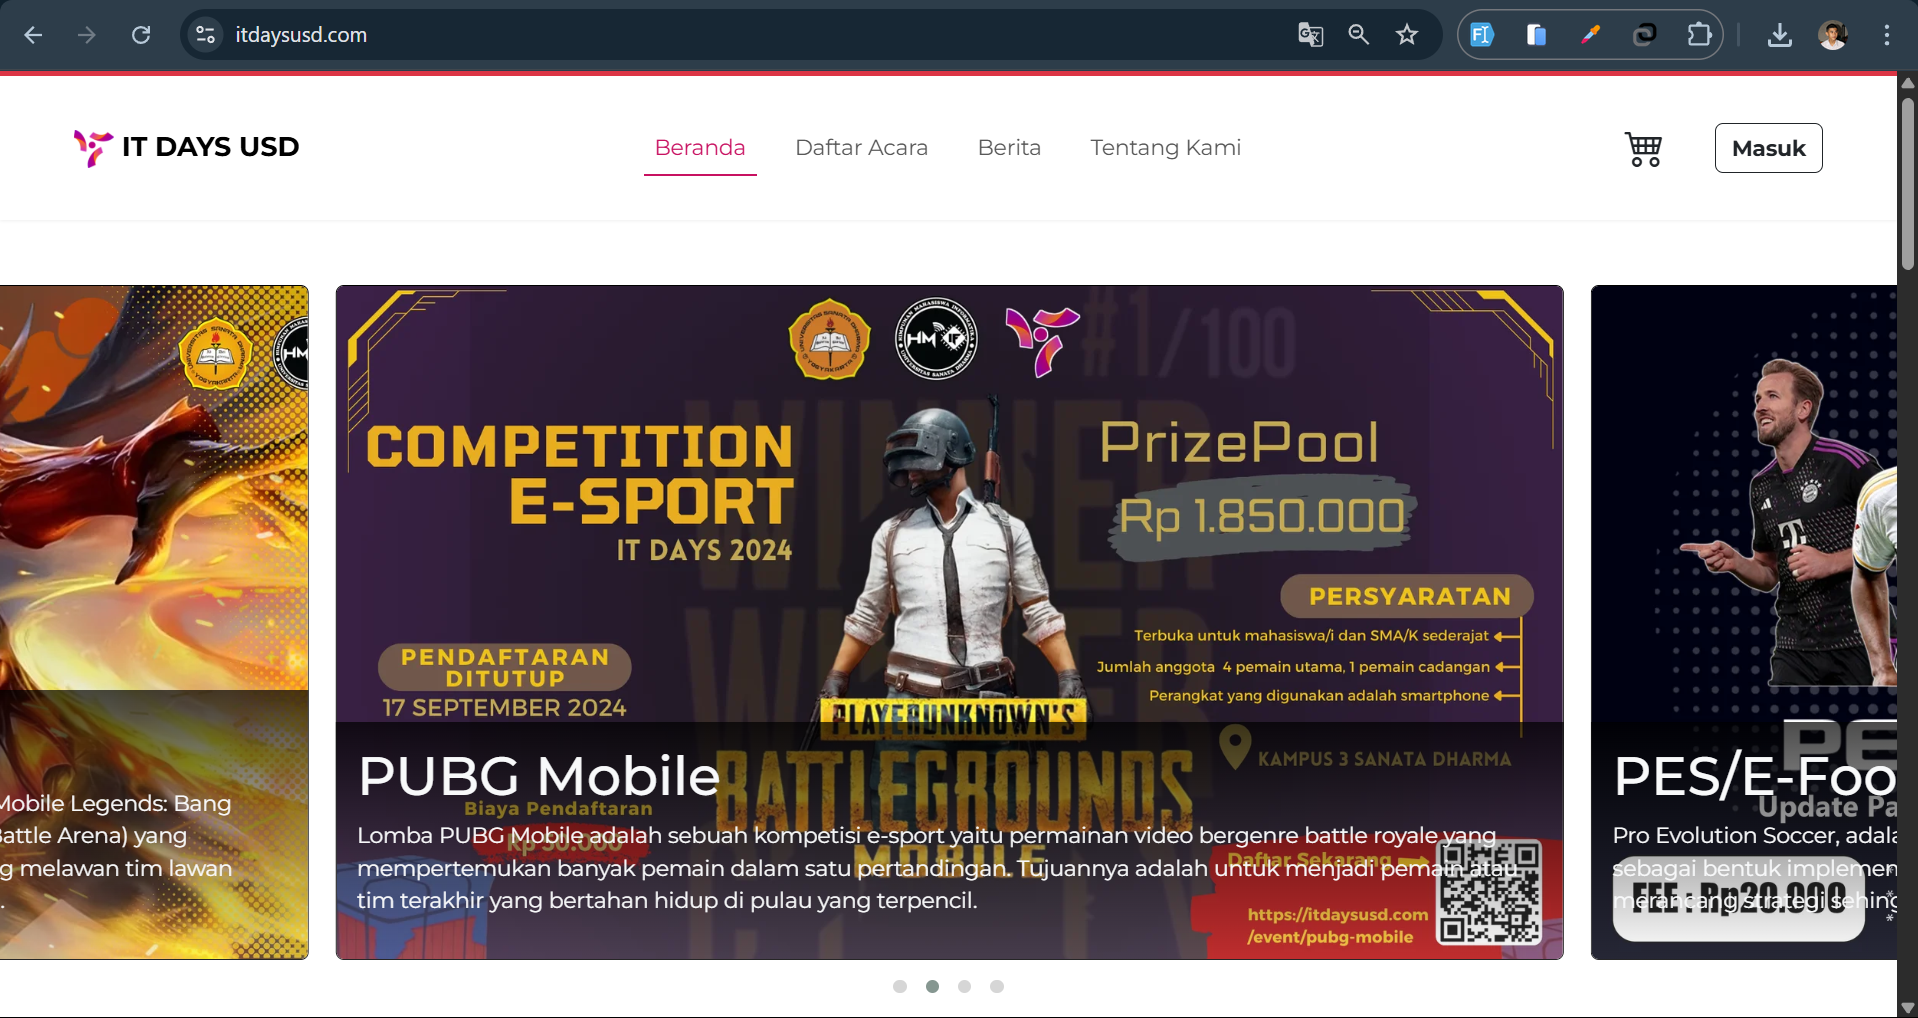 itdaysusd.com
IT DAYS USD
Beranda
Daftar Acara
Berita
Tentang Kami
Masuk
HM
Mobile Legends: Bang
Battle Arena) yang
g melawan tim lawan
.
#1/100
WINNER
WINNER
COMPETITION
E-SPORT
IT DAYS 2024
PrizePool
Rp 1.850.000
PERSYARATAN
Terbuka untuk mahasiswa/i dan SMA/K sederajat
Jumlah anggota 4 pemain utama, 1 pemain cadangan
Perangkat yang digunakan adalah smartphone
PENDAFTARAN
DITUTUP
17 SEPTEMBER 2024
PLAYERUNKNOWN'S
BATTLEGROUNDS
MOBILE
KAMPUS 3 SANATA DHARMA
PUBG Mobile
Biaya Pendaftaran
Rp 50.000
Lomba PUBG Mobile adalah sebuah kompetisi e-sport yaitu permainan video bergenre battle royale yang
mempertemukan banyak pemain dalam satu pertandingan. Tujuannya adalah untuk menjadi pemain atau
tim terakhir yang bertahan hidup di pulau yang terpencil.
Daftar Sekarang
https://itdaysusd.com
/event/pubg-mobile
PE
PES/E-Foo
Update Pa
Pro Evolution Soccer, adala
sebagai bentuk implemen
merancang strategi sehing
FEE : Rp20.000